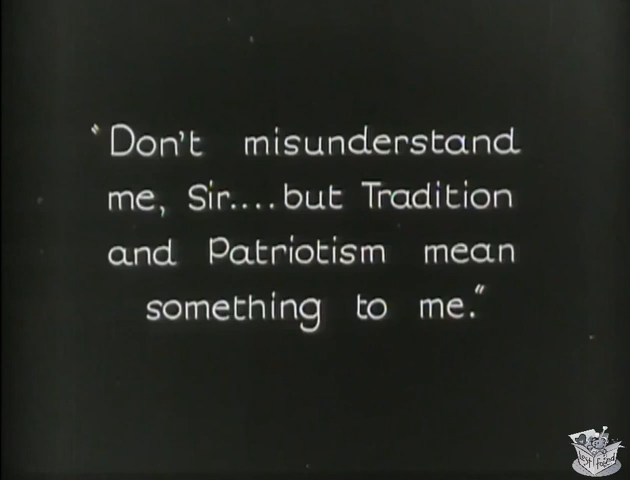 "Don't misunderstand
me, Sir....but Tradition
and Patriotism mean
something to me."